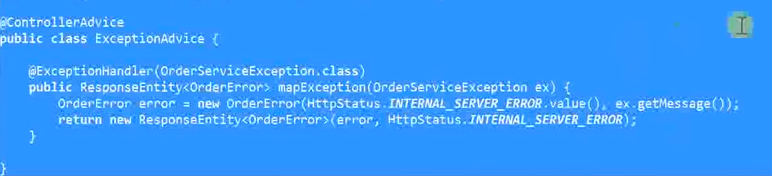 @ControllerAdvice
public class ExceptionAdvice {
@ExceptionHandler(OrderServiceException.class)
public ResponseEntity<OrderError> mapException(OrderServiceException ex) {
OrderError error = new OrderError(HttpStatus.INTERNAL_SERVER_ERROR.value(), ex.getMessage());
return new ResponseEntity<OrderError>(error, HttpStatus.INTERNAL_SERVER_ERROR);
}
}